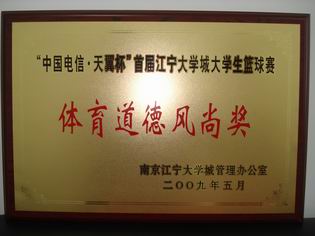 “中国电信·天翼杯”首届江宁大学城大学生篮球赛
体育道德风尚奖
南京江宁大学城管理办公室
二〇〇九年五月